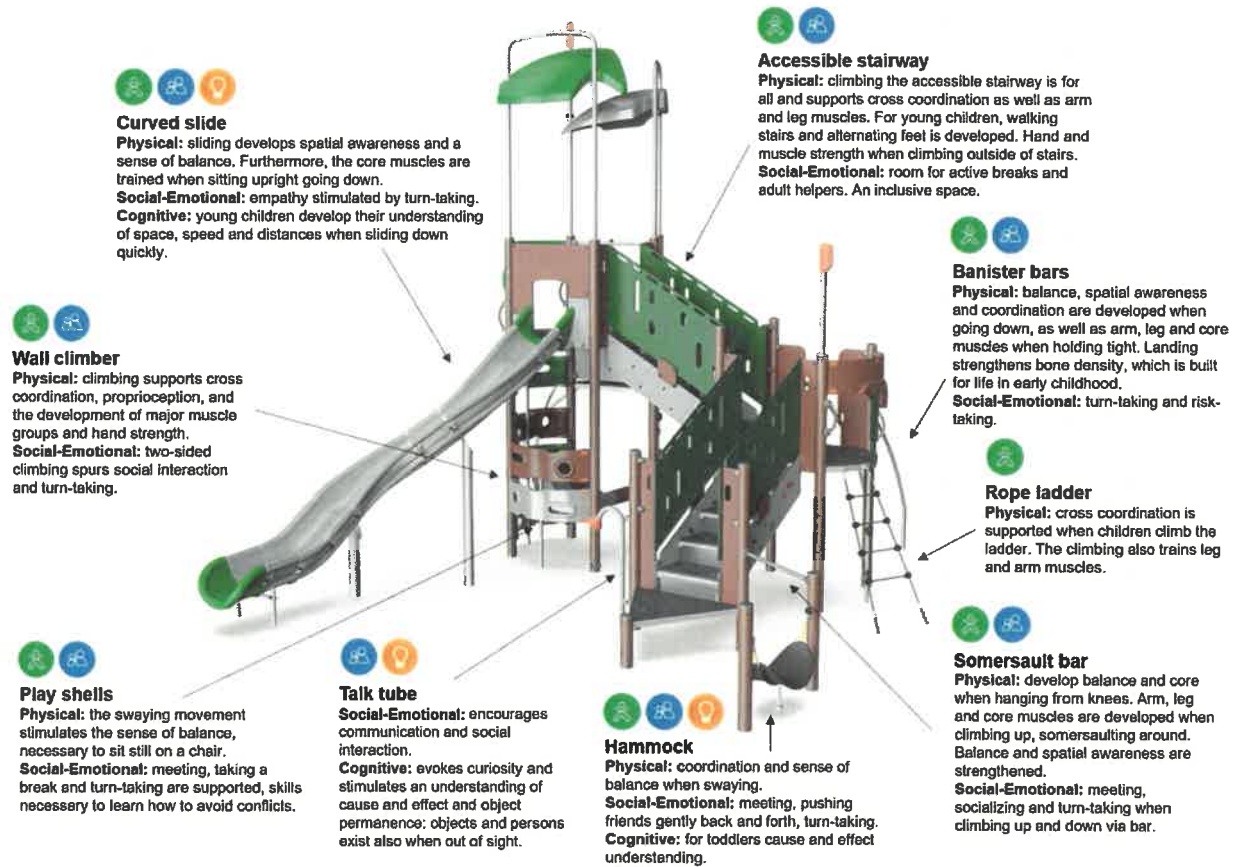 Accessible stairway
Physical: climbing the accessible stairway is for
all and supports cross coordination as well as arm
and leg muscles. For young children, walking
stairs and alternating feet is developed. Hand and
muscle strength when climbing outside of stairs.
Social-Emotional: room for active breaks and
adult helpers. An inclusive space.
Curved slide
Physical: sliding develops spatial awareness and a
sense of balance. Furthermore, the core muscles are
trained when sitting upright going down.
Social-Emotional: empathy stimulated by turn-taking.
Cognitive: young children develop their understanding
of space, speed and distances when sliding down
quickly.
Banister bars
Physical: balance, spatial awareness
and coordination are developed when
going down, as well as arm, leg and core
muscles when holding tight. Landing
strengthens bone density, which is built
for life in early childhood.
Social-Emotional: turn-taking and risk-
taking.
Wall climber
Physical: climbing supports cross
coordination, proprioception, and
the development of major muscle
groups and hand strength.
Social-Emotional: two-sided
climbing spurs social interaction
and turn-taking.
Rope ladder
Physical: cross coordination is
supported when children climb the
ladder. The climbing also trains leg
and arm muscles.
Play shells
Physical: the swaying movement
stimulates the sense of balance,
necessary to sit still on a chair.
Social-Emotional: meeting, taking a
break and turn-taking are supported, skills
necessary to learn how to avoid conflicts.
Talk tube
Social-Emotional: encourages
communication and social
interaction.
Cognitive: evokes curiosity and
stimulates an understanding of
cause and effect and object
permanence: objects and persons
exist also when out of sight.
Hammock
Physical: coordination and sense of
balance when swaying.
Social-Emotional: meeting, pushing
friends gently back and forth, turn-taking.
Cognitive: for toddlers cause and effect
understanding.
Somersault bar
Physical: develop balance and core
when hanging from knees. Arm, leg
and core muscles are developed when
climbing up, somersaulting around.
Balance and spatial awareness are
strengthened.
Social-Emotional: meeting,
socializing and turn-taking when
climbing up and down via bar.